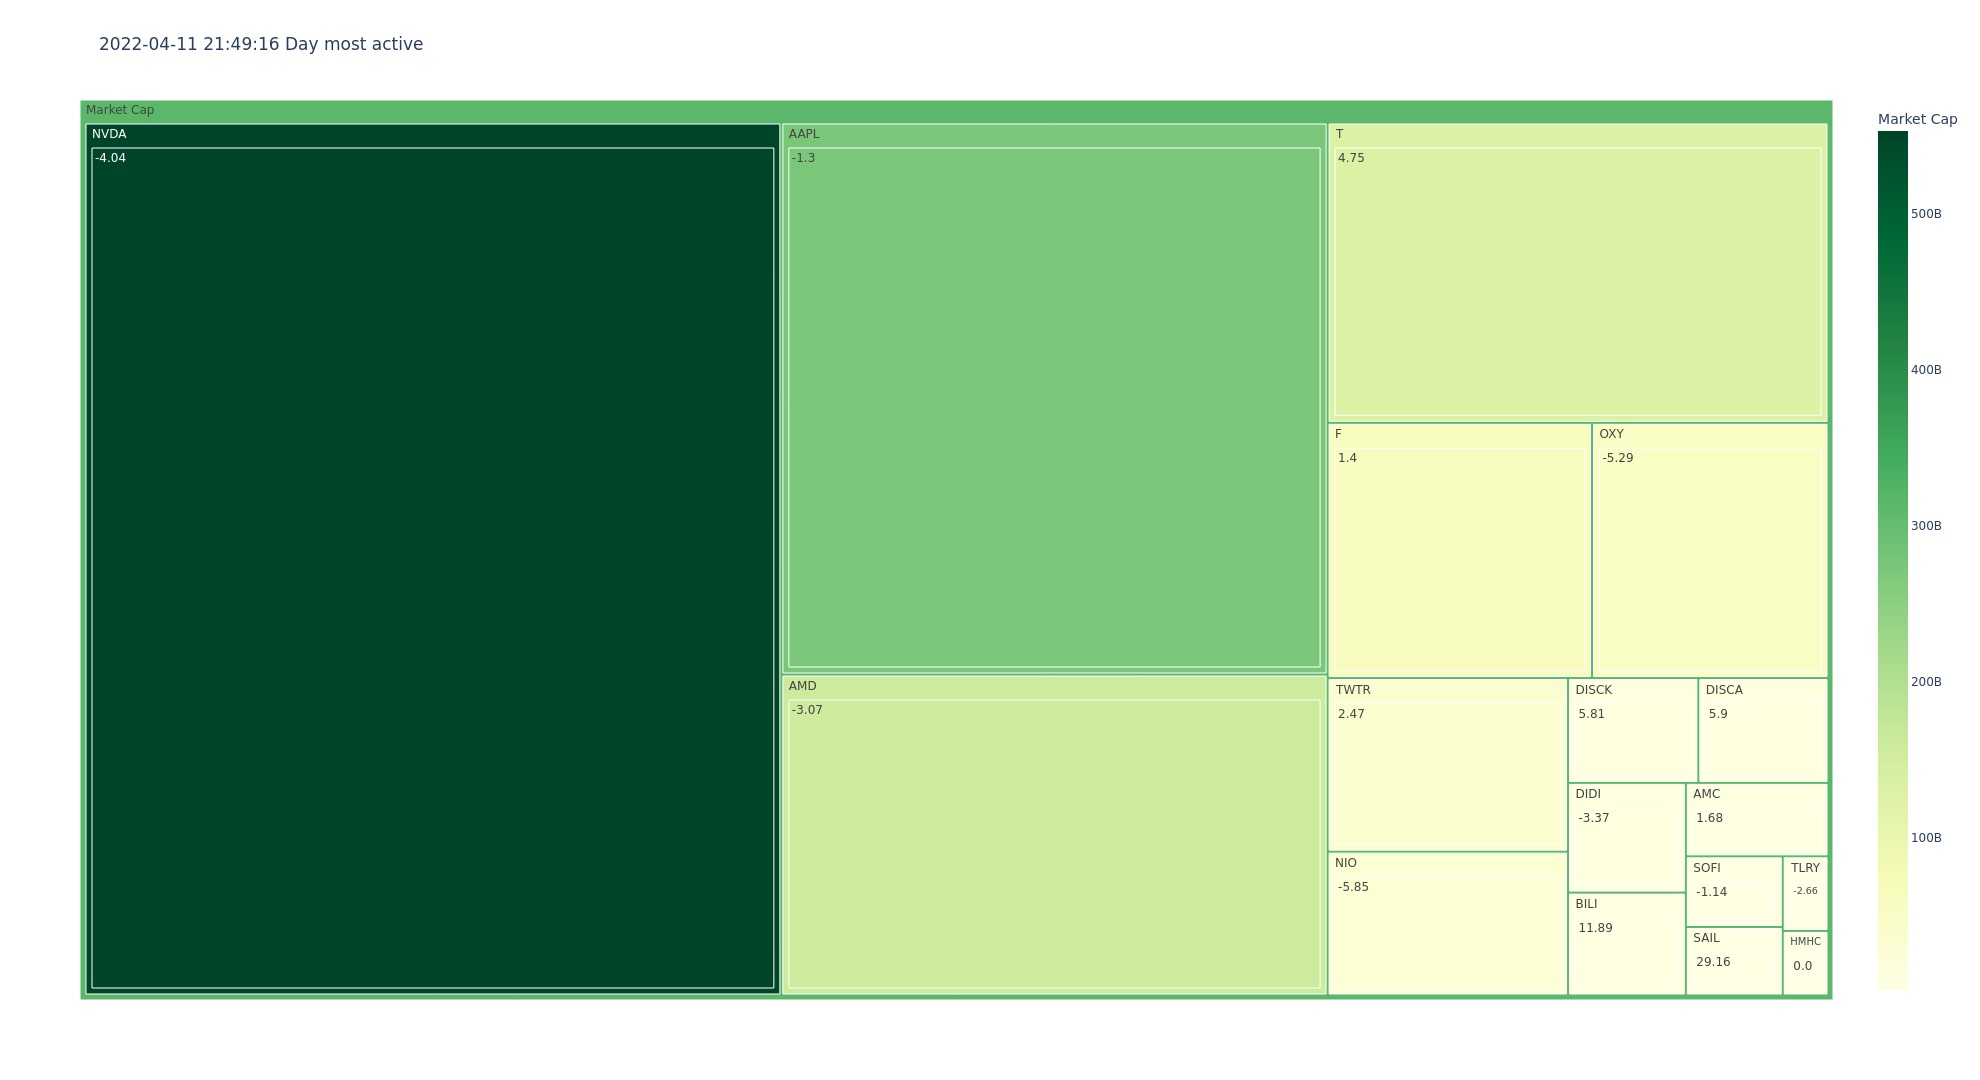 2022-04-11 21:49:16 Day most active
Market Cap
NVDA
-4.04
AAPL
-1.3
AMD
-3.07
T
4.75
F
1.4
OXY
-5.29
TWTR
2.47
NIO
-5.85
DISCK
5.81
DISCA
5.9
DIDI
-3.37
BILI
11.89
AMC
1.68
SOFI
-1.14
SAIL
29.16
TLRY
-2.66
HMHC
0.0
Market Cap
500B
400B
300B
200B
100B